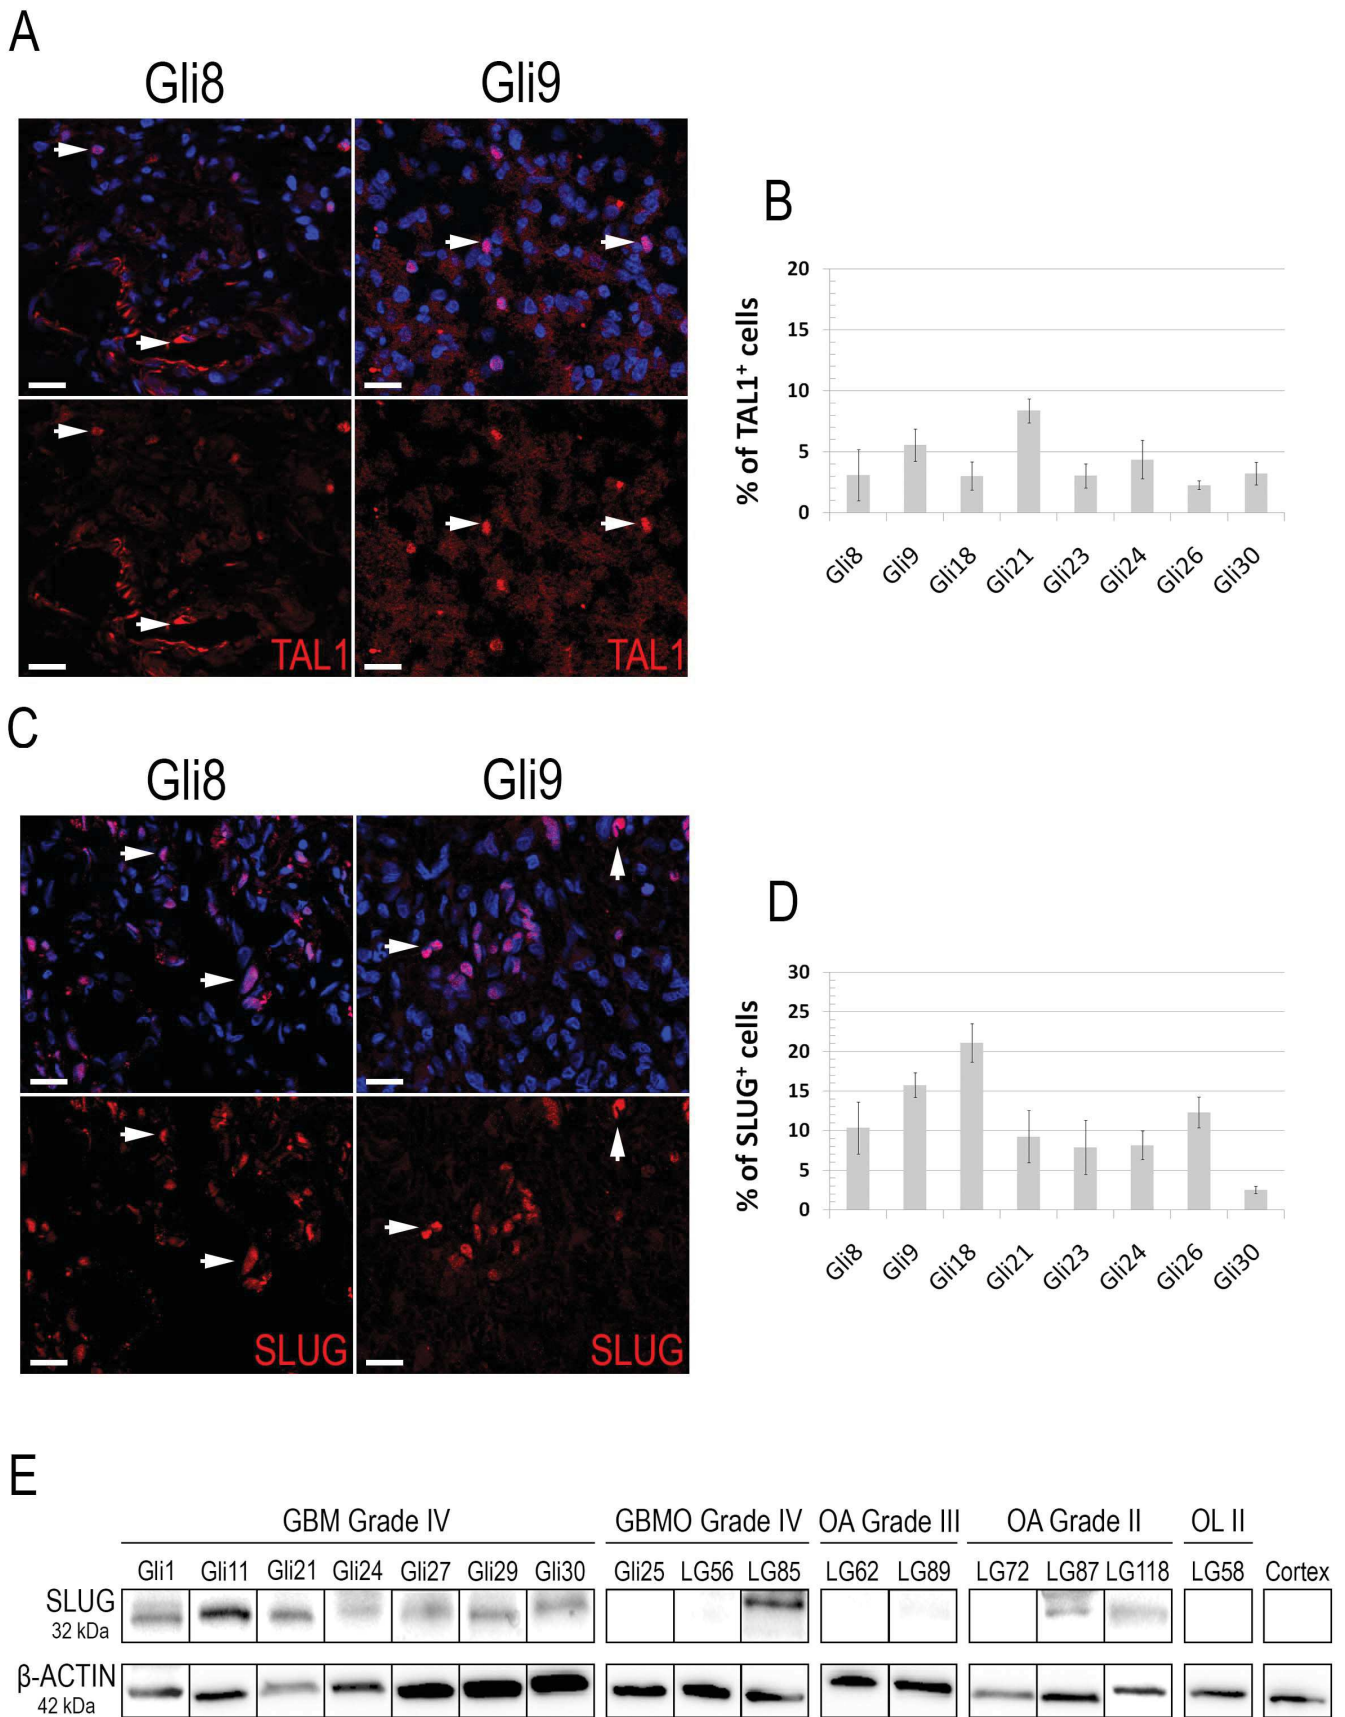 A
Gli8 Gli9
TAL1 TAL1
B
% of TAL1⁺ cells
20
15
10
5
0
Gli8 Gli9 Gli18 Gli21 Gli23 Gli24 Gli26 Gli30
C
Gli8 Gli9
SLUG SLUG
D
% of SLUG⁺ cells
30
25
20
15
10
5
0
Gli8 Gli9 Gli18 Gli21 Gli23 Gli24 Gli26 Gli30
E
GBM Grade IV GBMO Grade IV OA Grade III OA Grade II OL II
Gli1 Gli11 Gli21 Gli24 Gli27 Gli29 Gli30 Gli25 LG56 LG85 LG62 LG89 LG72 LG87 LG118 LG58 Cortex
SLUG
32 kDa
β-ACTIN
42 kDa